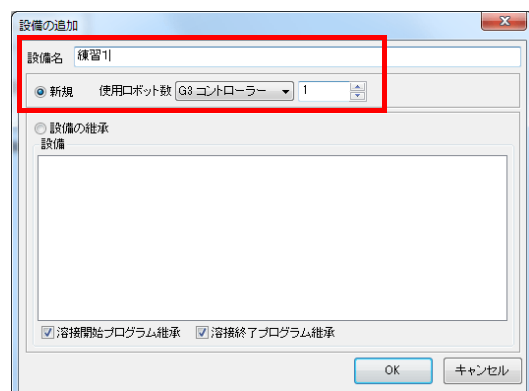 設備の追加
設備名 練習1
新規 使用ロボット数 G3 コントローラー 1
設備の継承
設備
溶接開始プログラム継承 溶接終了プログラム継承
OK キャンセル